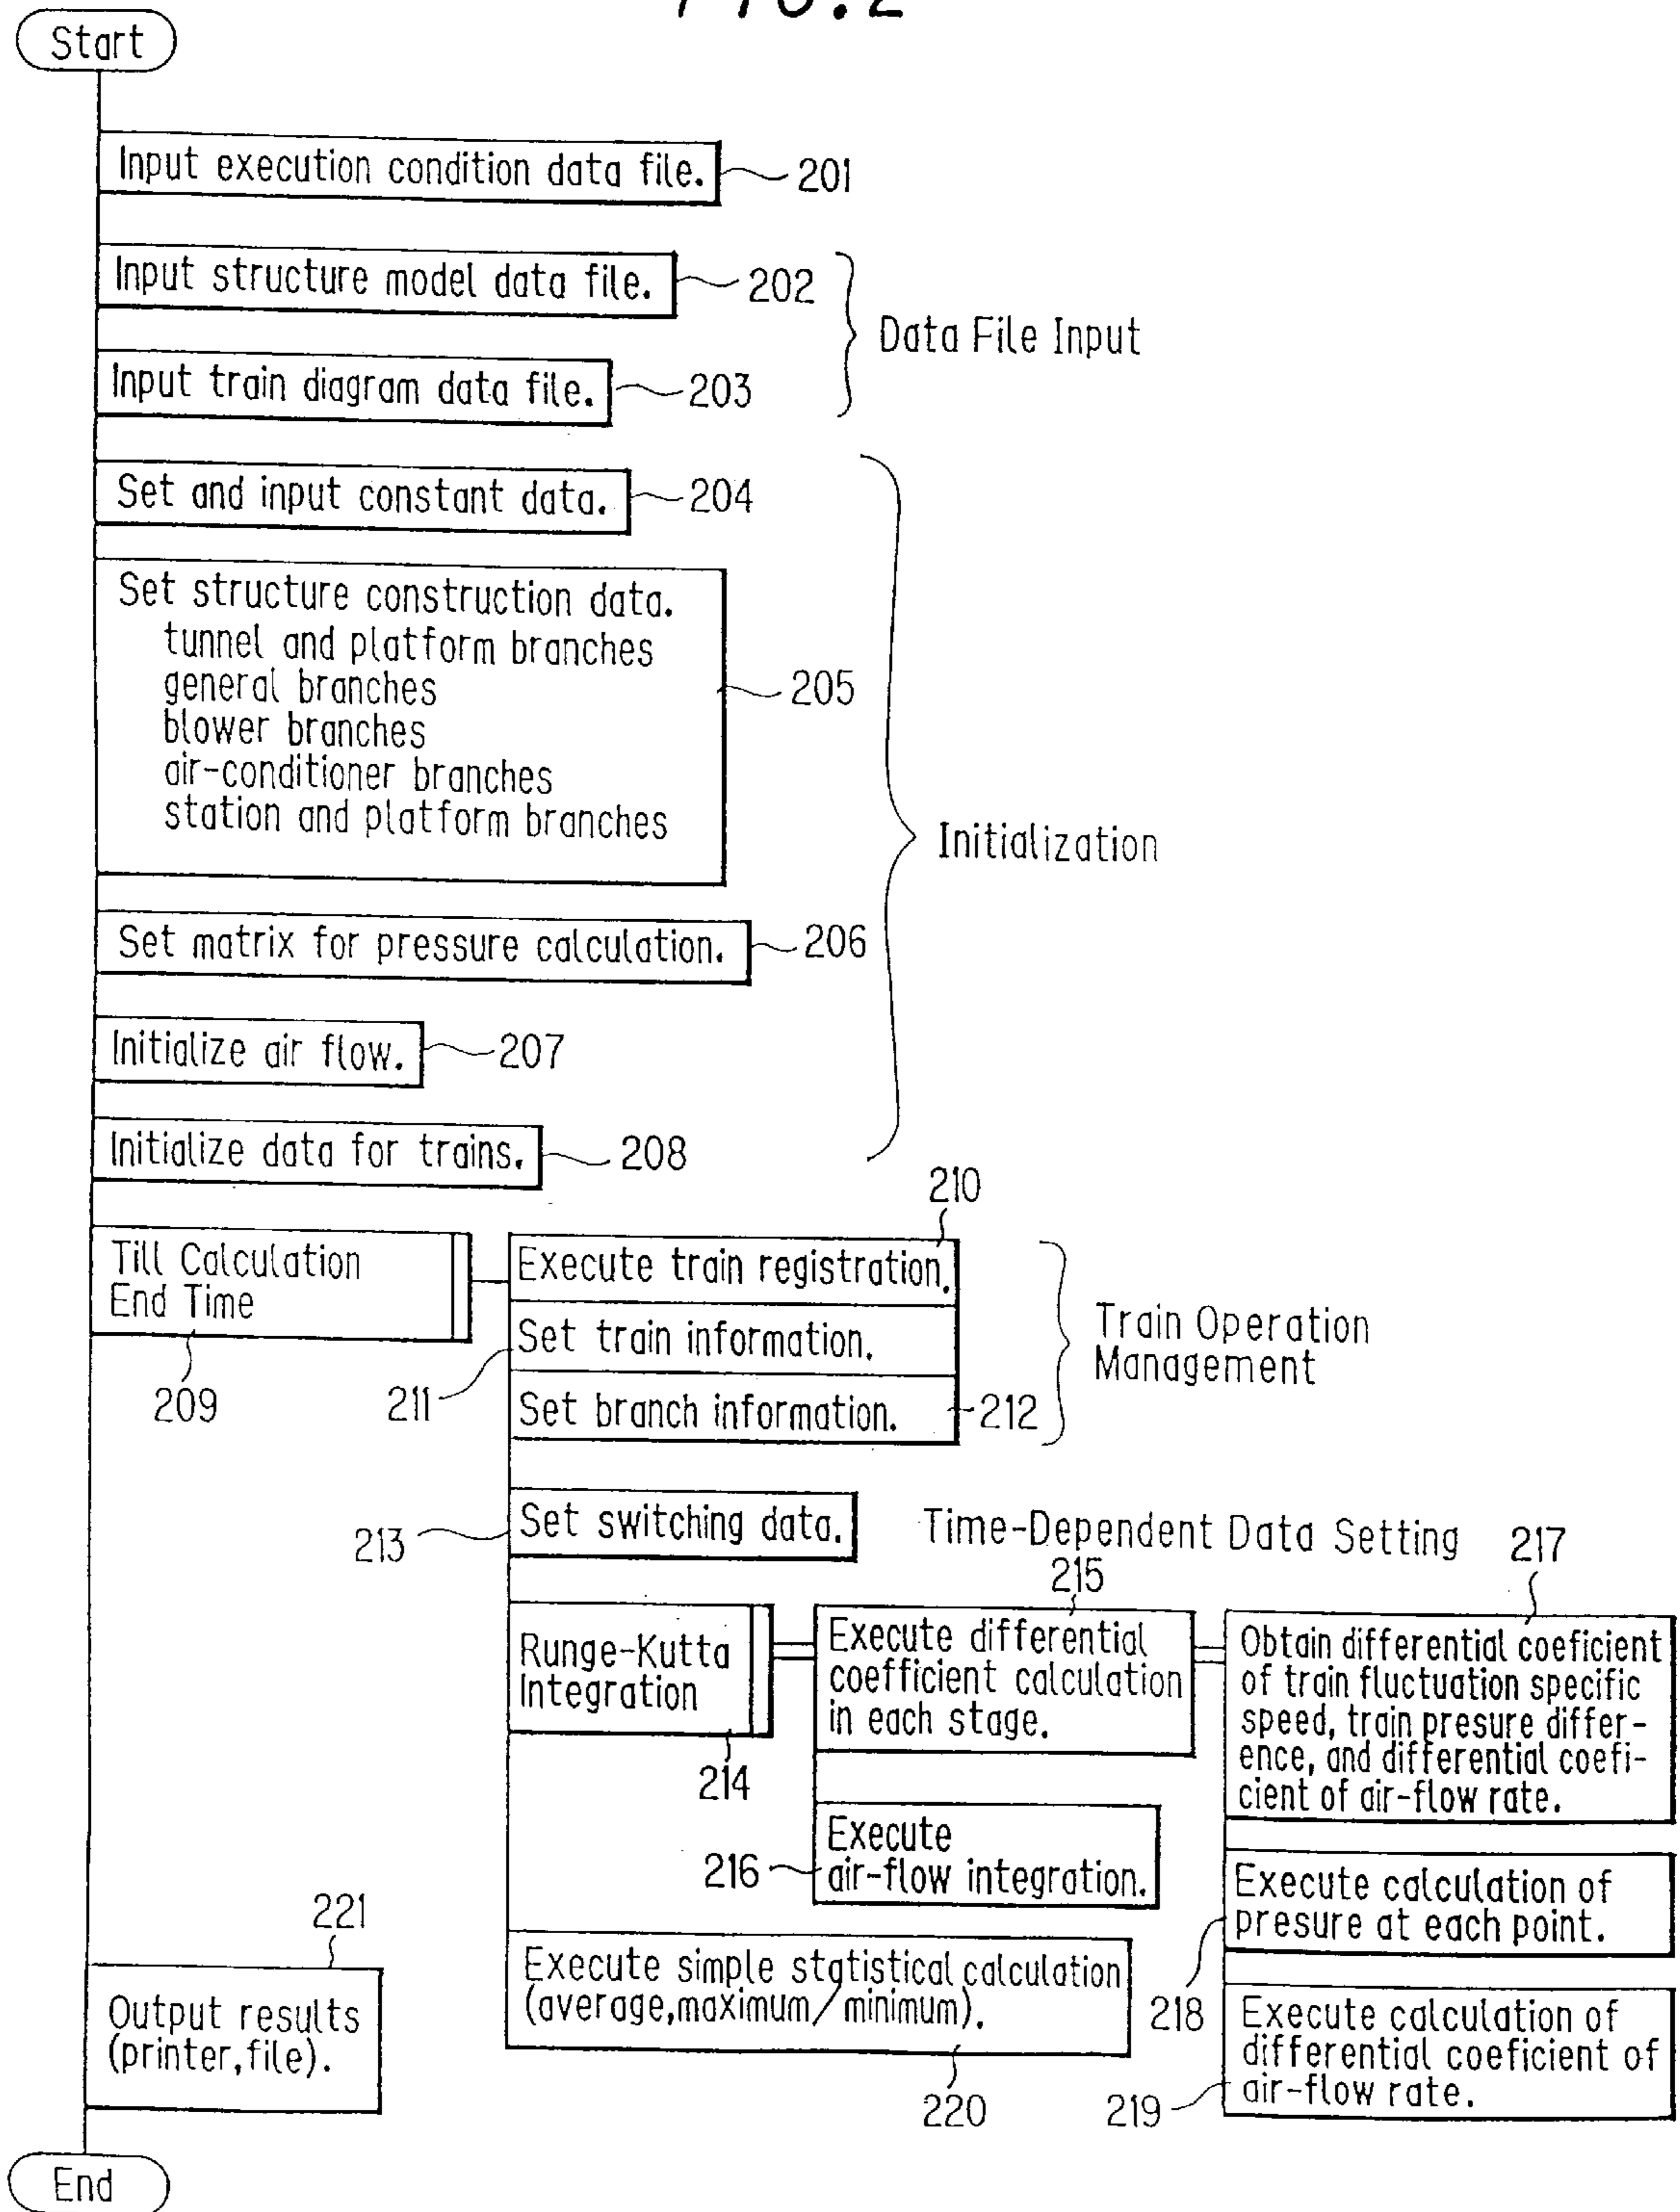 FIG. 2
Start
Input execution condition data file.
201
Input structure model data file.
202
Data File Input
Input train diagram data file.
203
Set and input constant data.
204
Set structure construction data.
tunnel and platform branches
general branches
blower branches
air-conditioner branches
station and platform branches
205
Initialization
Set matrix for pressure calculation.
206
Initialize air flow.
207
Initialize data for trains.
208
210
Till Calculation
End Time
209
Execute train registration.
Set train information.
211
Set branch information.
212
Train Operation
Management
Set switching data.
213
Time-Dependent Data Setting
Runge-Kutta
Integration
214
215
Execute differential
coefficient calculation
in each stage.
Execute
air-flow integration.
216
217
Obtain differential coeficient
of train fluctuation specific
speed, train presure differ-
ence, and differential coefi-
cient of air-flow rate.
Execute calculation of
presure at each point.
218
Execute calculation of
differential coeficient of
air-flow rate.
219
Execute simple statistical calculation
(average,maximum/minimum).
220
221
Output results
(printer,file).
End